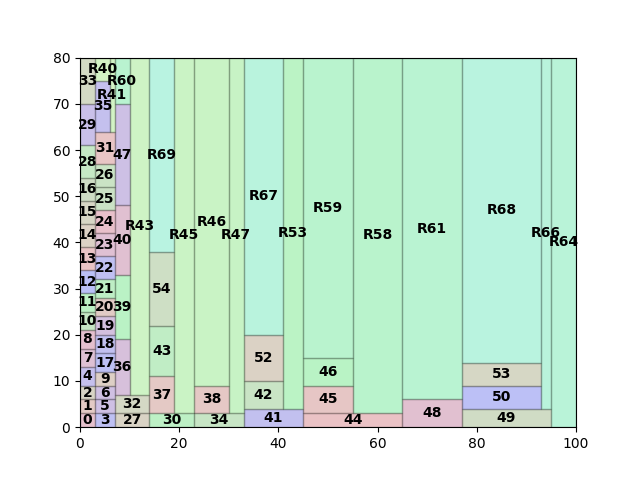 80
33 R40 R60
70 35 R41
29
60 31 47 R69
28 26
50 16 25 R67 R68
15 24 R59
40 14 23 40 R43 R45 R46 R47 R53 R58 R61 R66 R64
13 22
30 12 21 54
11 20 39
20 10 19
8 18 43 52
7 17 36
10 4 9 37 42 46 53
2 6 32 38 45 50
1 5 48
0 0 3 27 30 34 41 44 49
0 20 40 60 80 100